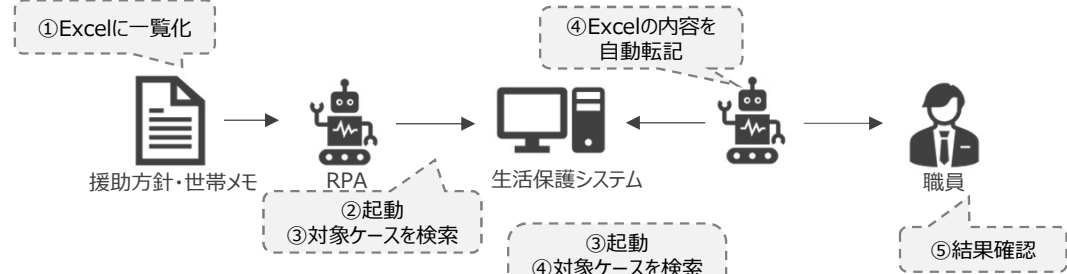 ①Excelに一覧化
④Excelの内容を
自動転記
援助方針・世帯メモ
RPA
生活保護システム
職員
②起動
③対象ケースを検索
③起動
④対象ケースを検索
⑤結果確認